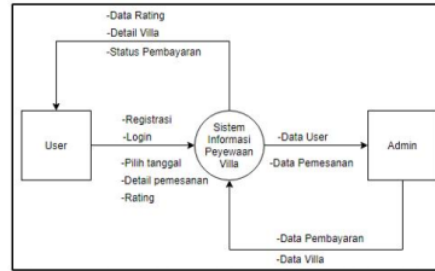 -Data Rating
-Detail Villa
-Status Pembayaran
User
-Registrasi
-Login
-Pilih tanggal
-Detail pemesanan
-Rating
Sistem
Informasi
Peyewaan
Villa
-Data User
-Data Pemesanan
Admin
-Data Pembayaran
-Data Villa